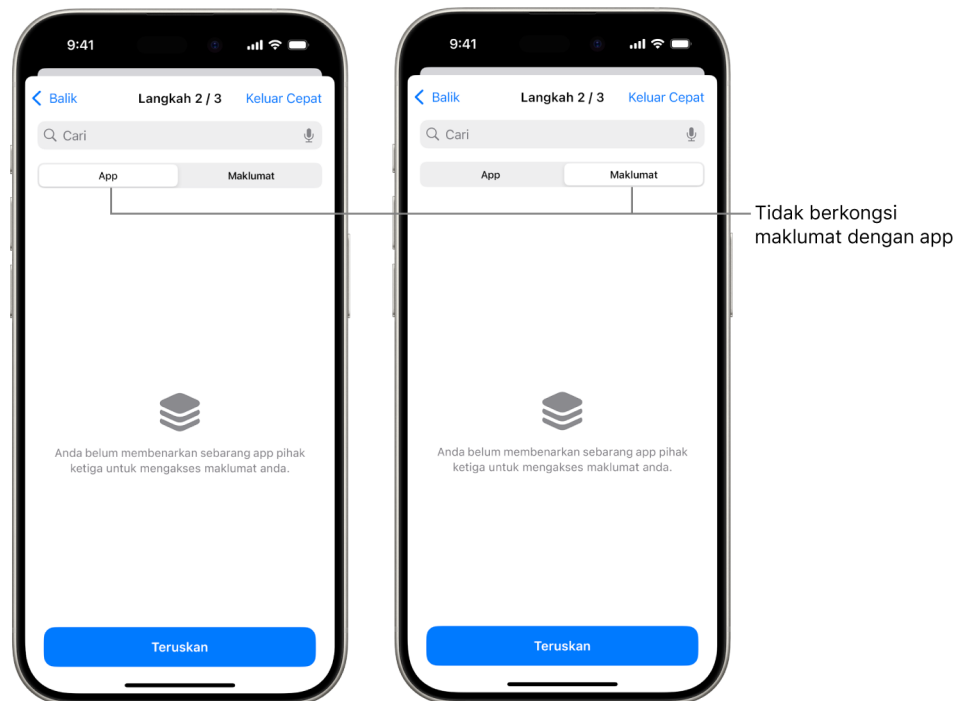 9:41
Balik
Langkah 2 / 3
Keluar Cepat
Cari
App
Maklumat
Anda belum membenarkan sebarang app pihak
ketiga untuk mengakses maklumat anda.
Teruskan
9:41
Balik
Langkah 2 / 3
Keluar Cepat
Cari
App
Maklumat
Anda belum membenarkan sebarang app pihak
ketiga untuk mengakses maklumat anda.
Teruskan
Tidak berkongsi
maklumat dengan app